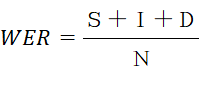 WER = (S + I + D) / N